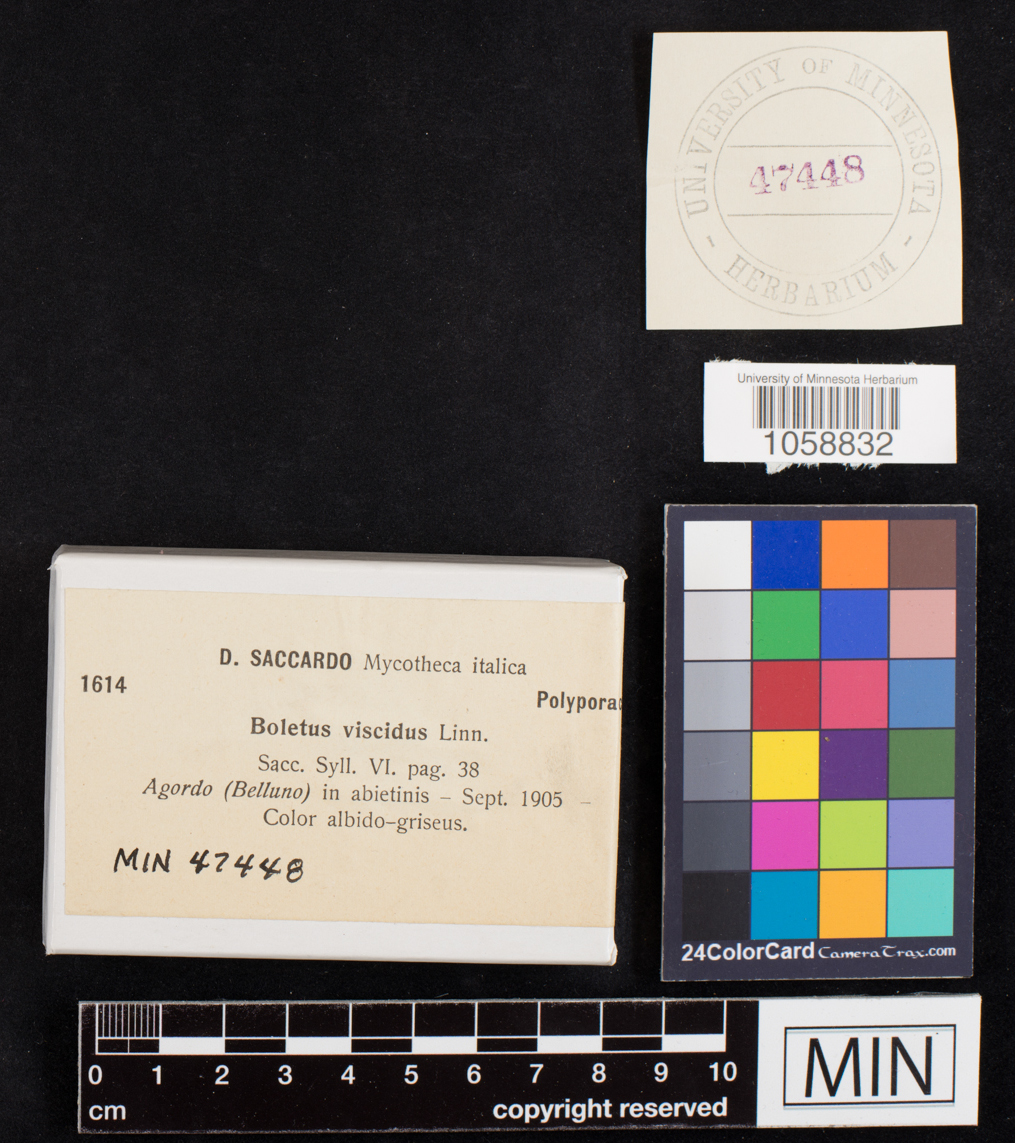 UNIVERSITY OF MINNESOTA
- HERBARIUM -
47448
University of Minnesota Herbarium
1058832
D. SACCARDO Mycotheca italica
1614
Boletus viscidus Linn.
Sacc. Syll. VI. pag. 38
Agordo (Belluno) in abietinis – Sept. 1905 –
Color albido-griseus.
MIN 47448
24ColorCard CameraTrax.com
0 1 2 3 4 5 6 7 8 9 10
cm
copyright reserved
MIN